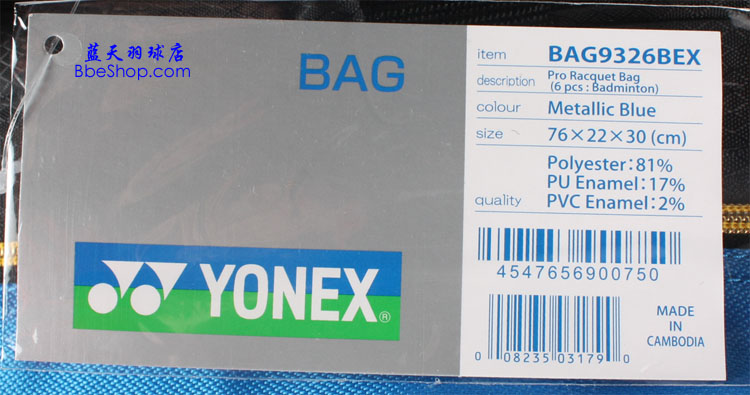 蓝天羽球店
BbeShop.com
BAG
YONEX®
item BAG9326BEX
description Pro Racquet Bag
(6 pcs : Badminton)
colour Metallic Blue
size 76×22×30 (cm)
Polyester:81%
PU Enamel:17%
quality PVC Enamel:2%
4547656900750
0 08235 03179 0
MADE
IN
CAMBODIA